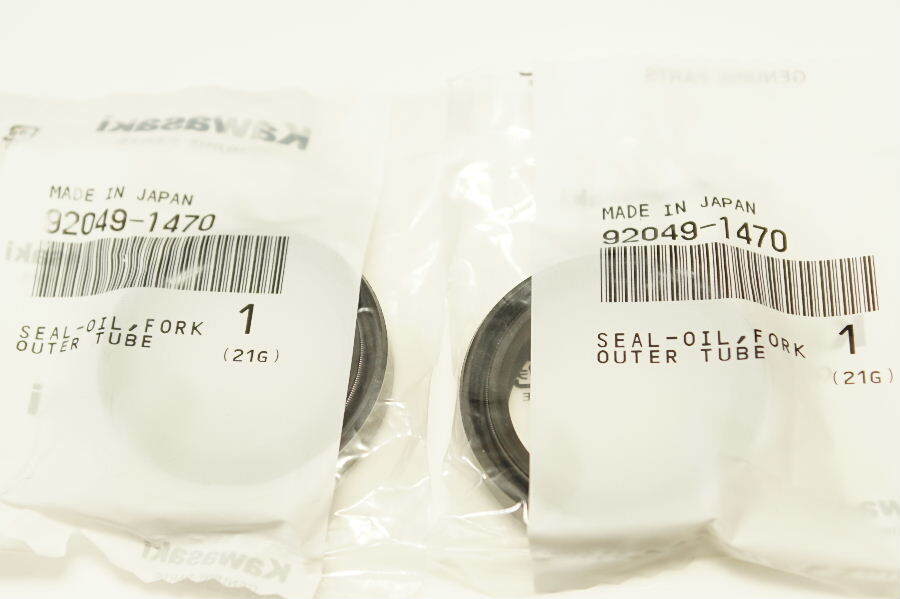 Kawasaki
MADE IN JAPAN
92049-1470
1
SEAL-OIL,FORK
OUTER TUBE
(21G)
Kawasaki
GENUINE PARTS
MADE IN JAPAN
92049-1470
1
SEAL-OIL,FORK
OUTER TUBE
(21G)